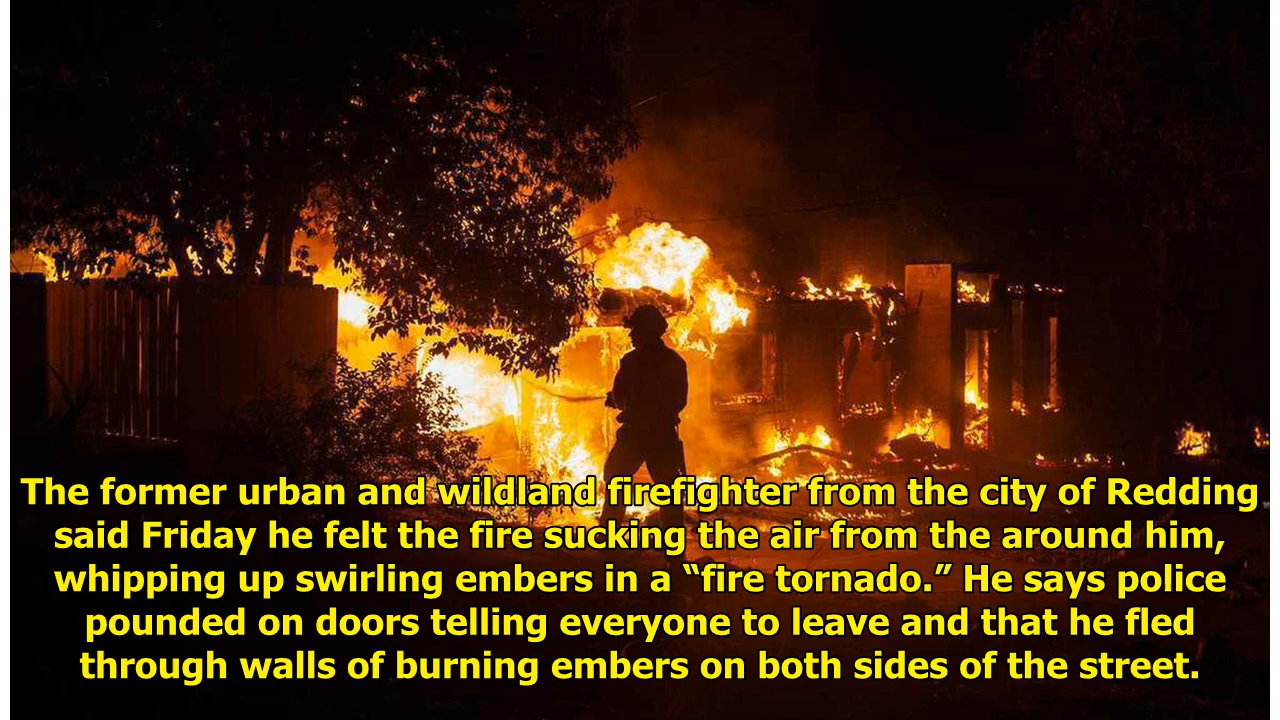 The former urban and wildland firefighter from the city of Redding
said Friday he felt the fire sucking the air from the around him,
whipping up swirling embers in a “fire tornado.” He says police
pounded on doors telling everyone to leave and that he fled
through walls of burning embers on both sides of the street.